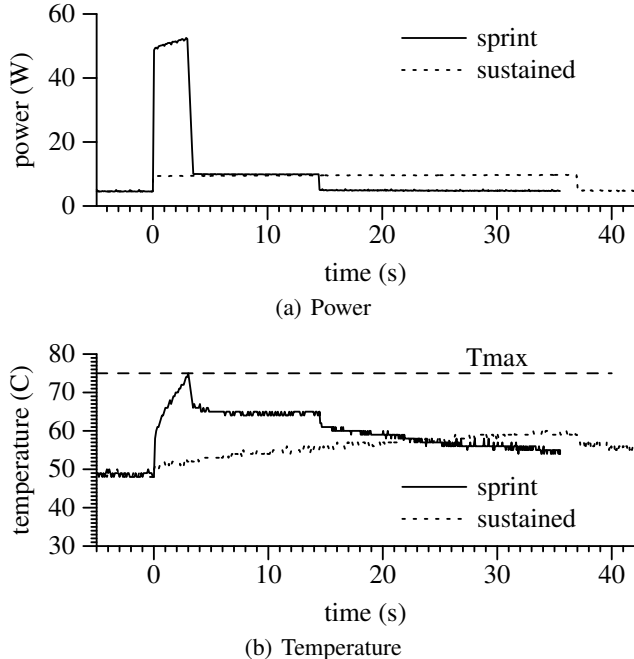 60
40
20
0
power (W)
sprint
sustained
0 10 20 30 40
time (s)
(a) Power
80
70
60
50
40
30
temperature (C)
Tmax
sprint
sustained
0 10 20 30 40
time (s)
(b) Temperature